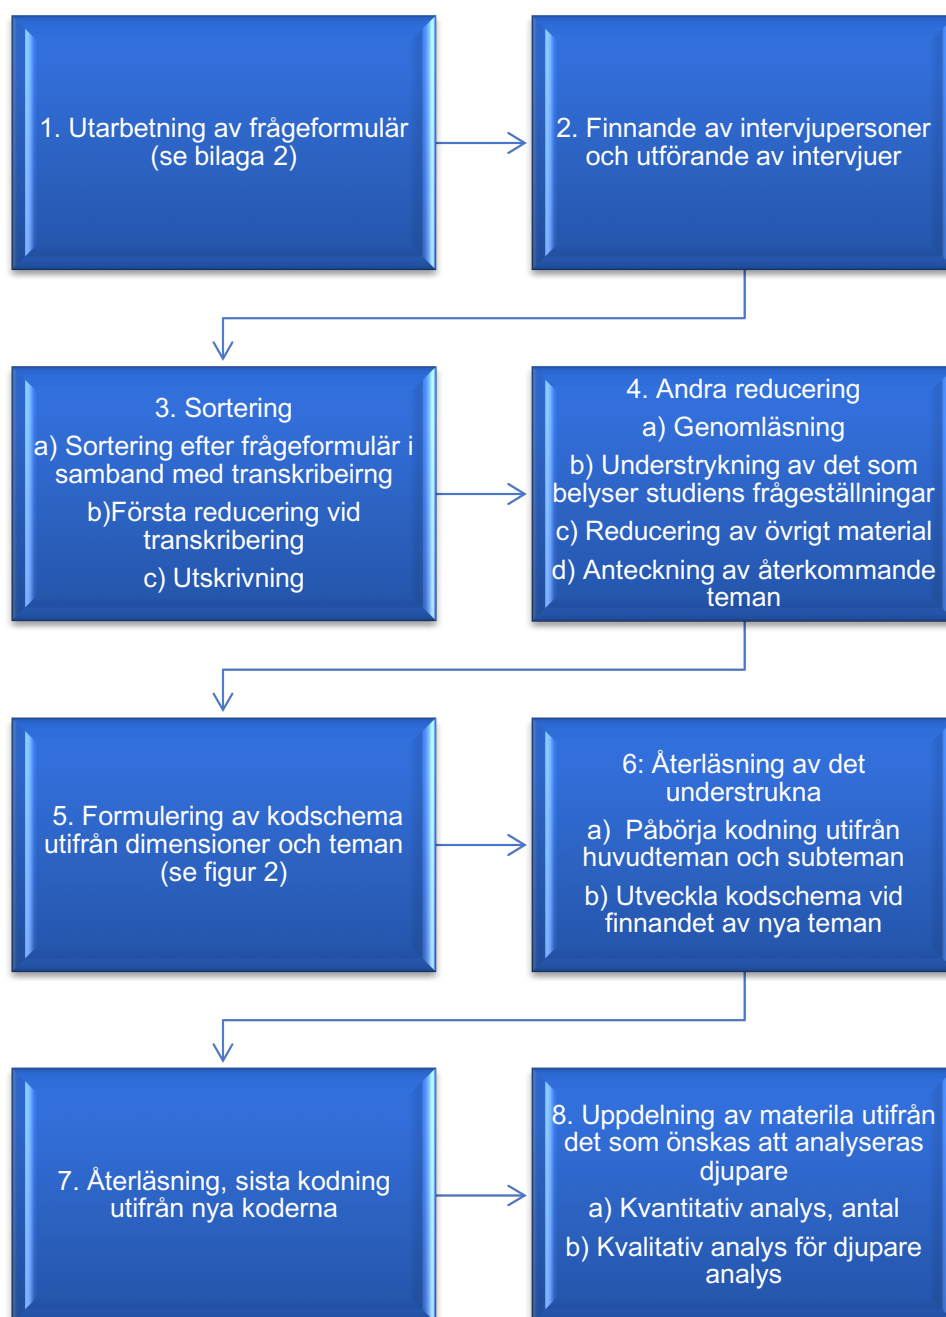 1. Utarbetning av frågeformulär
(se bilaga 2)
2. Finnande av intervjupersoner
och utförande av intervjuer
3. Sortering
a) Sortering efter frågeformulär i
samband med transkribeirng
b)Första reducering vid
transkribering
c) Utskrivning
4. Andra reducering
a) Genomläsning
b) Understrykning av det som
belyser studiens frågeställningar
c) Reducering av övrigt material
d) Anteckning av återkommande
teman
5. Formulering av kodschema
utifrån dimensioner och teman
(se figur 2)
6: Återläsning av det
understrukna
a) Påbörja kodning utifrån
huvudteman och subteman
b) Utveckla kodschema vid
finnandet av nya teman
7. Återläsning, sista kodning
utifrån nya koderna
8. Uppdelning av materila utifrån
det som önskas att analyseras
djupare
a) Kvantitativ analys, antal
b) Kvalitativ analys för djupare
analys